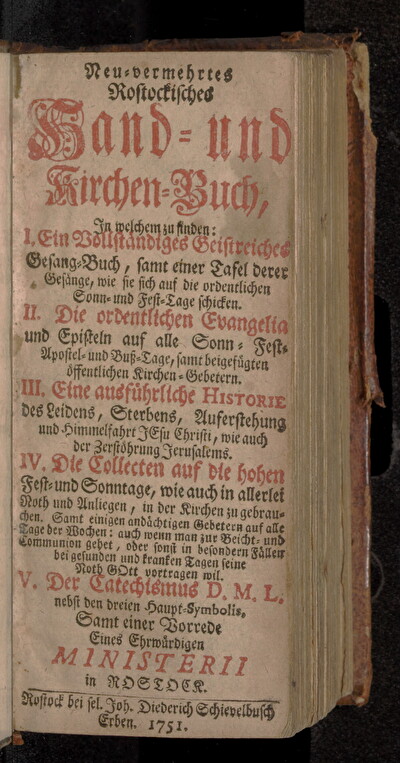 Neu-vermehrtes
Rostockisches
Hand- und
Kirchen-Buch,
In welchem zu finden:
I. Ein Vollständiges Geistreiches
Gesang-Buch, samt einer Tafel derer
Gesänge, wie sie sich auf die ordentlichen
Sonn- und Fest-Tage schicken.
II. Die ordentlichen Evangelia
und Episteln auf alle Sonn- Fest-
Apostel- und Buß-Tage, samt beigefügten
öffentlichen Kirchen-Gebetern.
III. Eine ausführliche HISTORIE
des Leidens, Sterbens, Auferstehung
und Himmelfahrt JEsu Christi, wie auch
der Zerstöhrung Jerusalems.
IV. Die Collecten auf die hohen
Fest- und Sonntage, wie auch in allerlei
Noth und Anliegen, in der Kirchen zu gebrau-
chen. Samt einigen andächtigen Gebetern auf alle
Tage der Wochen: auch wenn man zur Beicht- und
Communion gehet, oder sonst in besondern Fällen
bei gesunden und kranken Tagen seine
Noth GOtt vortragen wil.
V. Der Catechismus D. M. L.
nebst den dreien Haupt-Symbolis.
Samt einer Vorrede
Eines Ehrwürdigen
MINISTERII
in ROSTOCK.
Rostock bei sel. Joh. Diederich Schievelbusch
Erben. 1751.